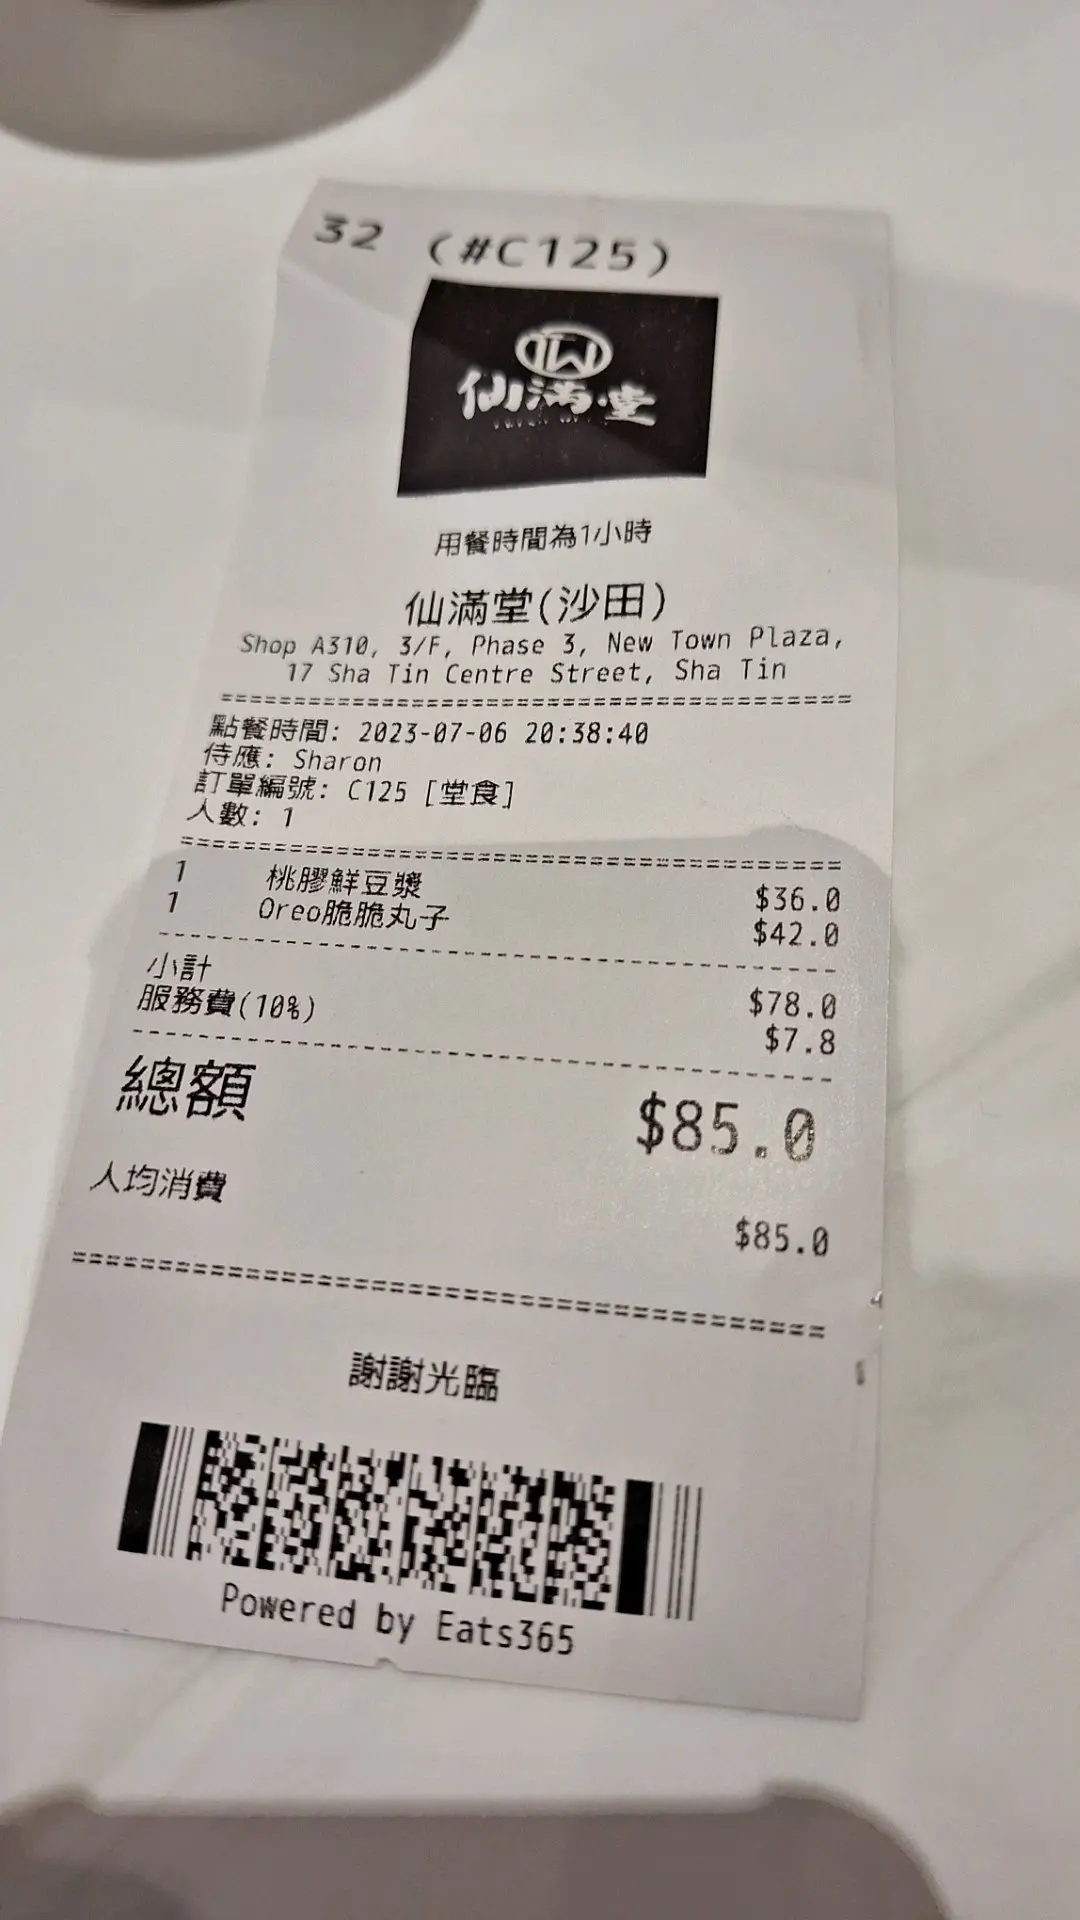 32 (#C125)
仙滿堂
用餐時間為1小時
仙滿堂(沙田)
Shop A310, 3/F, Phase 3, New Town Plaza,
17 Sha Tin Centre Street, Sha Tin
點餐時間: 2023-07-06 20:38:40
侍應: Sharon
訂單編號: C125 [堂食]
人數: 1
1 桃膠鮮豆漿 $36.0
1 Oreo脆脆丸子 $42.0
小計 $78.0
服務費(10%) $7.8
總額 $85.0
人均消費 $85.0
謝謝光臨
Powered by Eats365